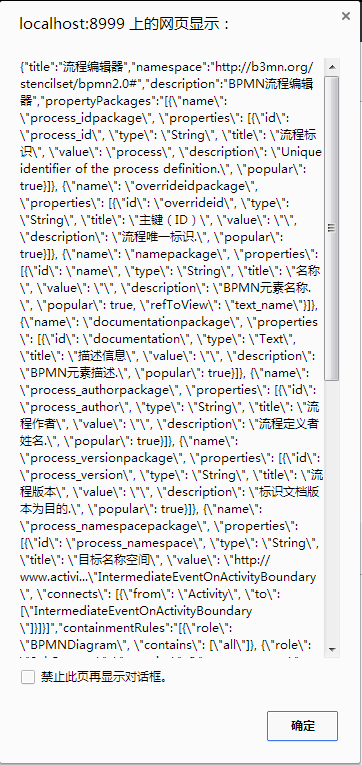 localhost:8999 上的网页显示：
{"title":"流程编辑器","namespace":"http://b3mn.org/
stencilset/bpmn2.0#","description":"BPMN流程编辑
器","propertyPackages":"[{\"name\":
\"process_idpackage\", \"properties\": [{\"id\":
\"process_id\", \"type\": \"String\", \"title\": \"流程标
识\", \"value\": \"process\", \"description\": \"Unique
identifier of the process definition.\", \"popular\":
true}]}, {\"name\": \"overrideidpackage\",
\"properties\": [{\"id\": \"overrideid\", \"type\":
\"String\", \"title\": \"主键（ID）\", \"value\": \"\",
\"description\": \"流程唯一标识.\", \"popular\":
true}]}, {\"name\": \"namepackage\", \"properties\":
[{\"id\": \"name\", \"type\": \"String\", \"title\": \"名称
\", \"value\": \"\", \"description\": \"BPMN元素名称.
\", \"popular\": true, \"refToView\": \"text_name\"}]},
{\"name\": \"documentationpackage\", \"properties
\": [{\"id\": \"documentation\", \"type\": \"Text\",
\"title\": \"描述信息\", \"value\": \"\", \"description\":
\"BPMN元素描述.\", \"popular\": true}]}, {\"name\":
\"process_authorpackage\", \"properties\": [{\"id\":
\"process_author\", \"type\": \"String\", \"title\": \"流
程作者\", \"value\": \"\", \"description\": \"流程定义者
姓名.\", \"popular\": true}]}, {\"name\":
\"process_versionpackage\", \"properties\": [{\"id\":
\"process_version\", \"type\": \"String\", \"title\": \"流
程版本\", \"value\": \"\", \"description\": \"标识文档版
本为目的.\", \"popular\": true}]}, {\"name\":
\"process_namespacepackage\", \"properties\":
[{\"id\": \"process_namespace\", \"type\": \"String\",
\"title\": \"目标名称空间\", \"value\": \"http://
www.activi...\"IntermediateEventOnActivityBoundary
\", \"connects\": [{\"from\": \"Activity\", \"to\":
[\"IntermediateEventOnActivityBoundary
\"]}]}]","containmentRules":"[{\"role\":
\"BPMNDiagram\", \"contains\": [\"all\"]}, {\"role\":
禁止此页再显示对话框。
确定